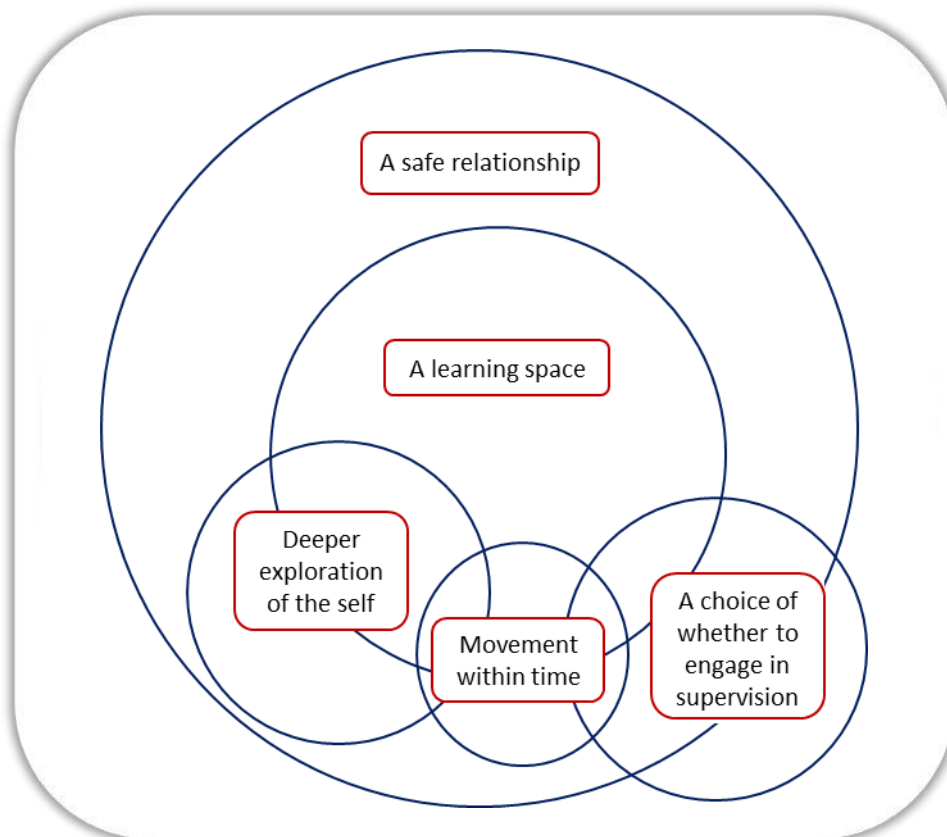 A safe relationship
A learning space
Deeper
exploration
of the self
Movement
within time
A choice of
whether to
engage in
supervision